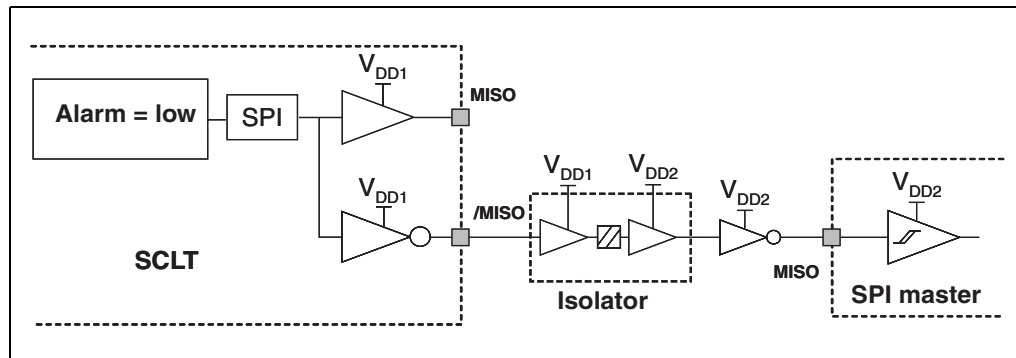 Alarm = low
SPI
VDD1
MISO
VDD1
/MISO
SCLT
VDD1
VDD2
Isolator
VDD2
MISO
VDD2
SPI master